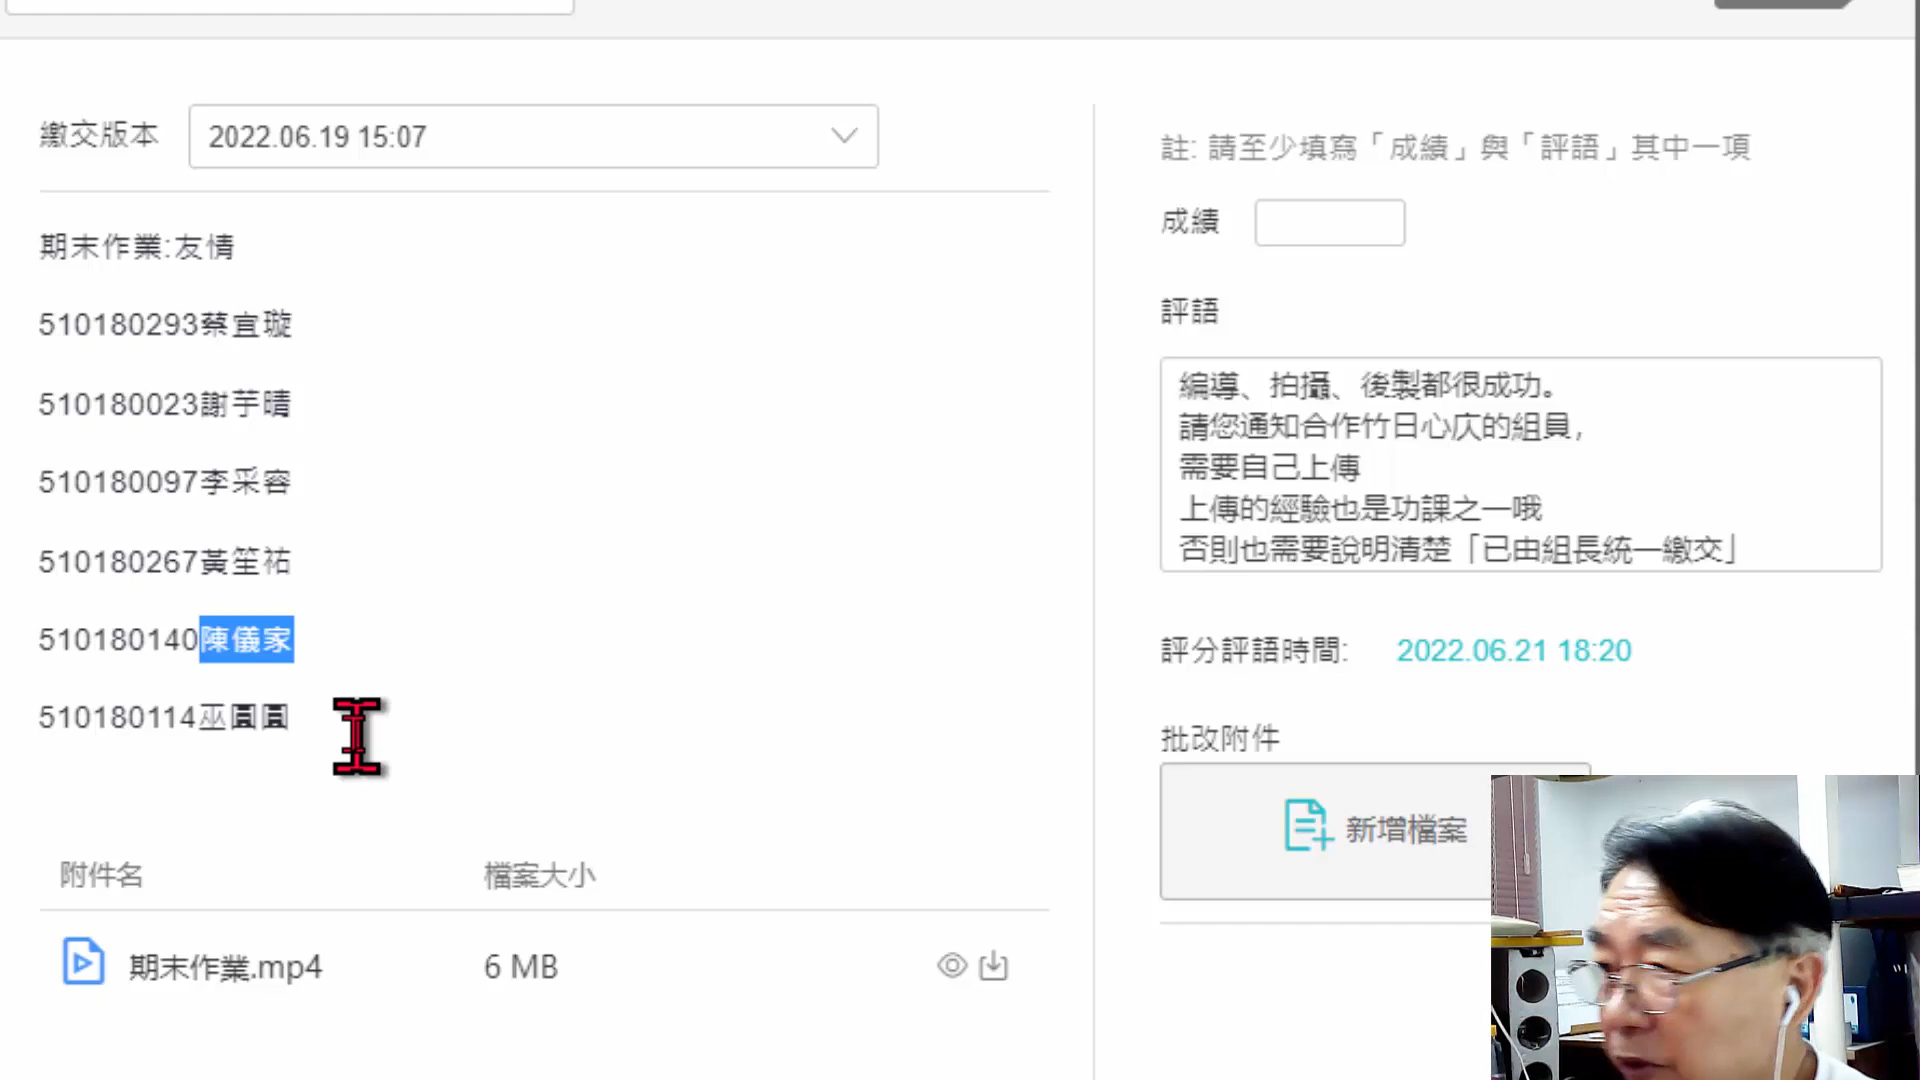 繳交版本
2022.06.19 15:07
期末作業:友情
510180293蔡宜璇
510180023謝芋晴
510180097李采容
510180267黃笙祐
510180140陳儀家
510180114巫圓圓
附件名 檔案大小
期末作業.mp4 6 MB
註: 請至少填寫「成績」與「評語」其中一項
成績
評語
編導、拍攝、後製都很成功。
請您通知合作竹日心庂的組員，
需要自己上傳
上傳的經驗也是功課之一哦
否則也需要說明清楚「已由組長統一繳交」
評分評語時間: 2022.06.21 18:20
批改附件
新增檔案